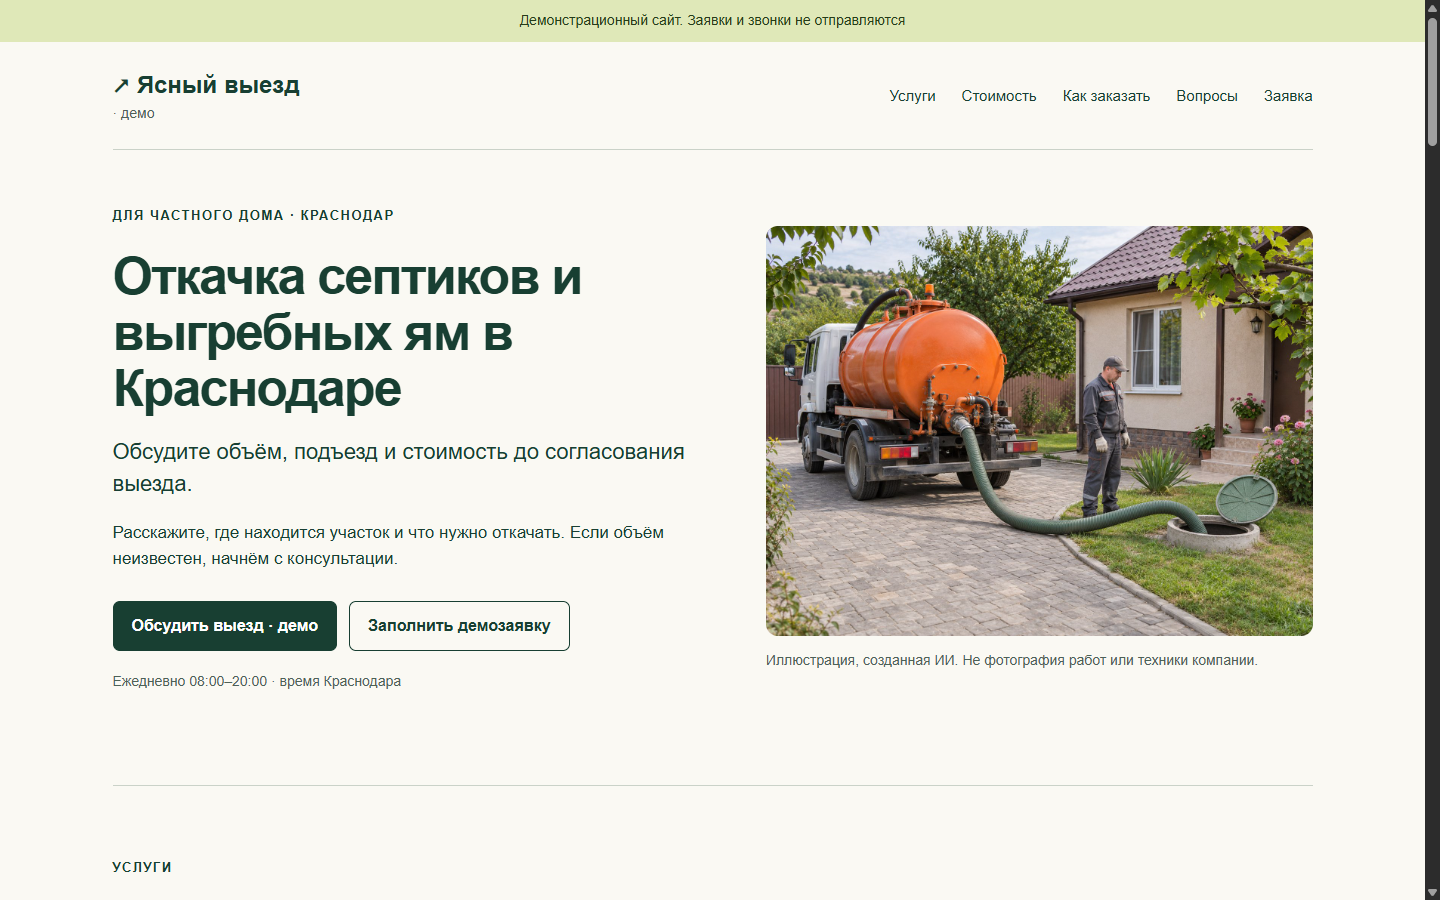 Демонстрационный сайт. Заявки и звонки не отправляются
↗ Ясный выезд
· демо
Услуги Стоимость Как заказать Вопросы Заявка
ДЛЯ ЧАСТНОГО ДОМА · КРАСНОДАР
Откачка септиков и
выгребных ям в
Краснодаре
Обсудите объём, подъезд и стоимость до согласования
выезда.
Расскажите, где находится участок и что нужно откачать. Если объём
неизвестен, начнём с консультации.
Обсудить выезд · демо Заполнить демозаявку
Ежедневно 08:00–20:00 · время Краснодара
Иллюстрация, созданная ИИ. Не фотография работ или техники компании.
УСЛУГИ